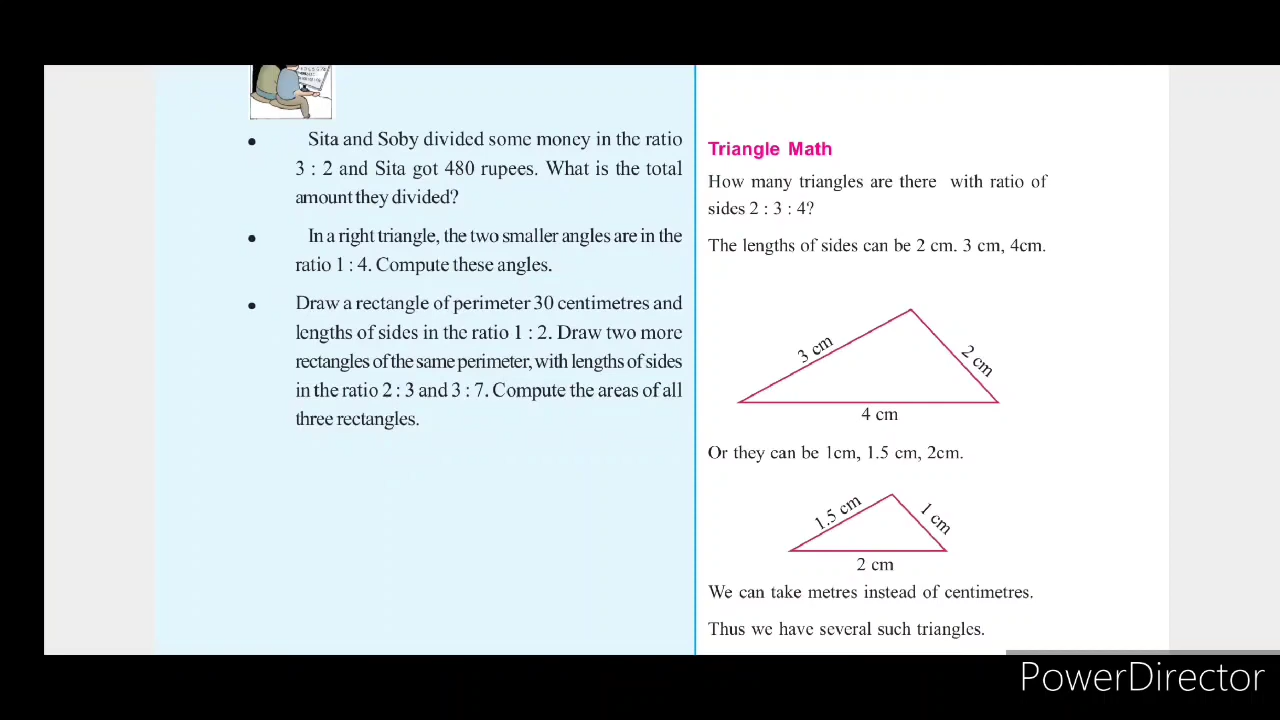 Sita and Soby divided some money in the ratio
3 : 2 and Sita got 480 rupees. What is the total
amount they divided?
In a right triangle, the two smaller angles are in the
ratio 1 : 4. Compute these angles.
Draw a rectangle of perimeter 30 centimetres and
lengths of sides in the ratio 1 : 2. Draw two more
rectangles of the same perimeter, with lengths of sides
in the ratio 2 : 3 and 3 : 7. Compute the areas of all
three rectangles.
Triangle Math
How many triangles are there with ratio of
sides 2 : 3 : 4?
The lengths of sides can be 2 cm. 3 cm, 4cm.
3 cm
2 cm
4 cm
Or they can be 1cm, 1.5 cm, 2cm.
1.5 cm
1 cm
2 cm
We can take metres instead of centimetres.
Thus we have several such triangles.
PowerDirector